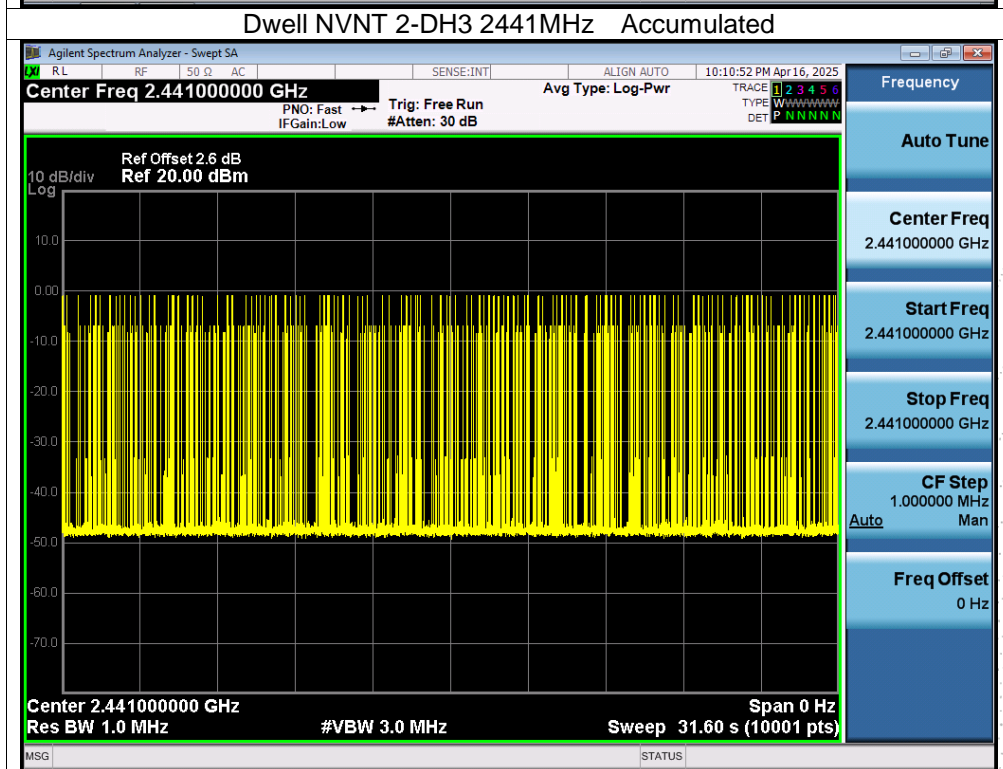 Dwell NVNT 2-DH3 2441MHz Accumulated
Agilent Spectrum Analyzer - Swept SA
LXI RL RF 50 Ω AC SENSE:INT ALIGN AUTO 10:10:52 PM Apr 16, 2025
Center Freq 2.441000000 GHz
PNO: Fast
IFGain:Low
Trig: Free Run
#Atten: 30 dB
Avg Type: Log-Pwr
TRACE 1 2 3 4 5 6
TYPE WWWWWWW
DET P N N N N N
Frequency
Auto Tune
Center Freq
2.441000000 GHz
Start Freq
2.441000000 GHz
Stop Freq
2.441000000 GHz
CF Step
1.000000 MHz
Auto Man
Freq Offset
0 Hz
Ref Offset 2.6 dB
10 dB/div Ref 20.00 dBm
Log
10.0
0.00
-10.0
-20.0
-30.0
-40.0
-50.0
-60.0
-70.0
Center 2.441000000 GHz Span 0 Hz
Res BW 1.0 MHz #VBW 3.0 MHz Sweep 31.60 s (10001 pts)
MSG STATUS